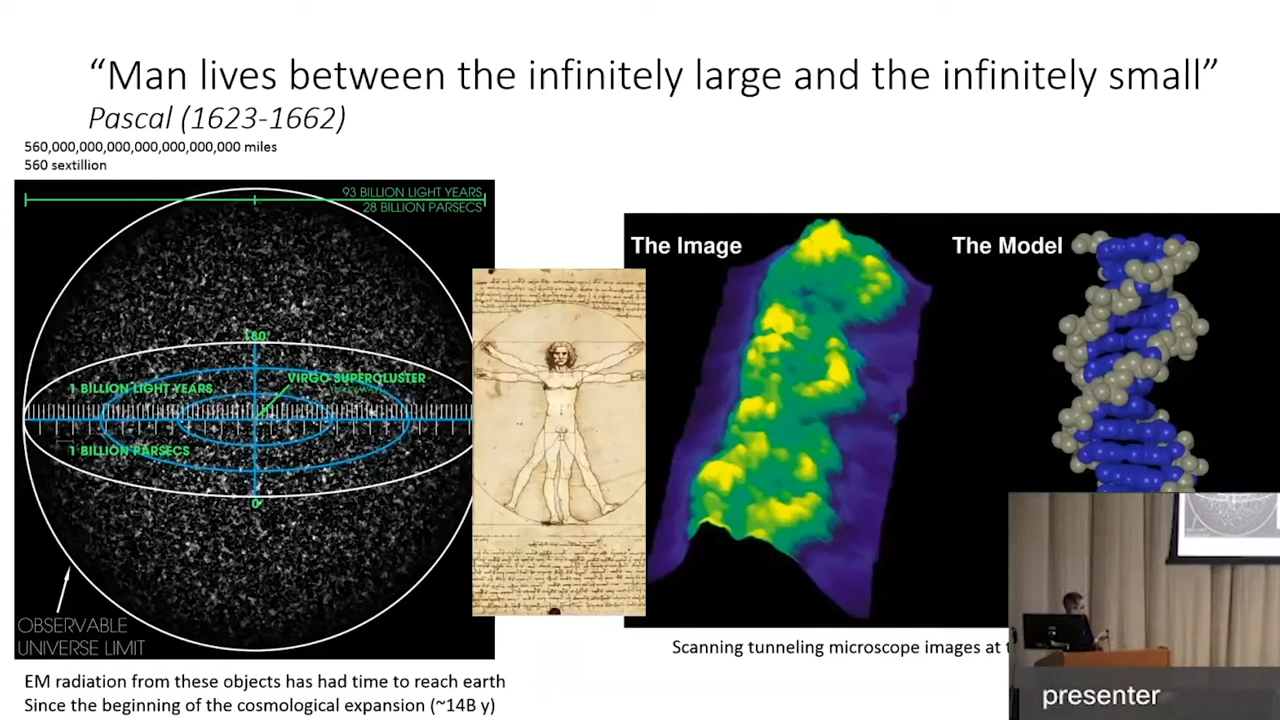 “Man lives between the infinitely large and the infinitely small”
Pascal (1623-1662)
560,000,000,000,000,000,000,000 miles
560 sextillion
93 BILLION LIGHT YEARS
28 BILLION PARSECS
180°
1 BILLION LIGHT YEARS
VIRGO SUPERCLUSTER
1 BILLION PARSECS
0°
OBSERVABLE
UNIVERSE LIMIT
EM radiation from these objects has had time to reach earth
Since the beginning of the cosmological expansion (~14B y)
The Image
The Model
Scanning tunneling microscope images at
presenter